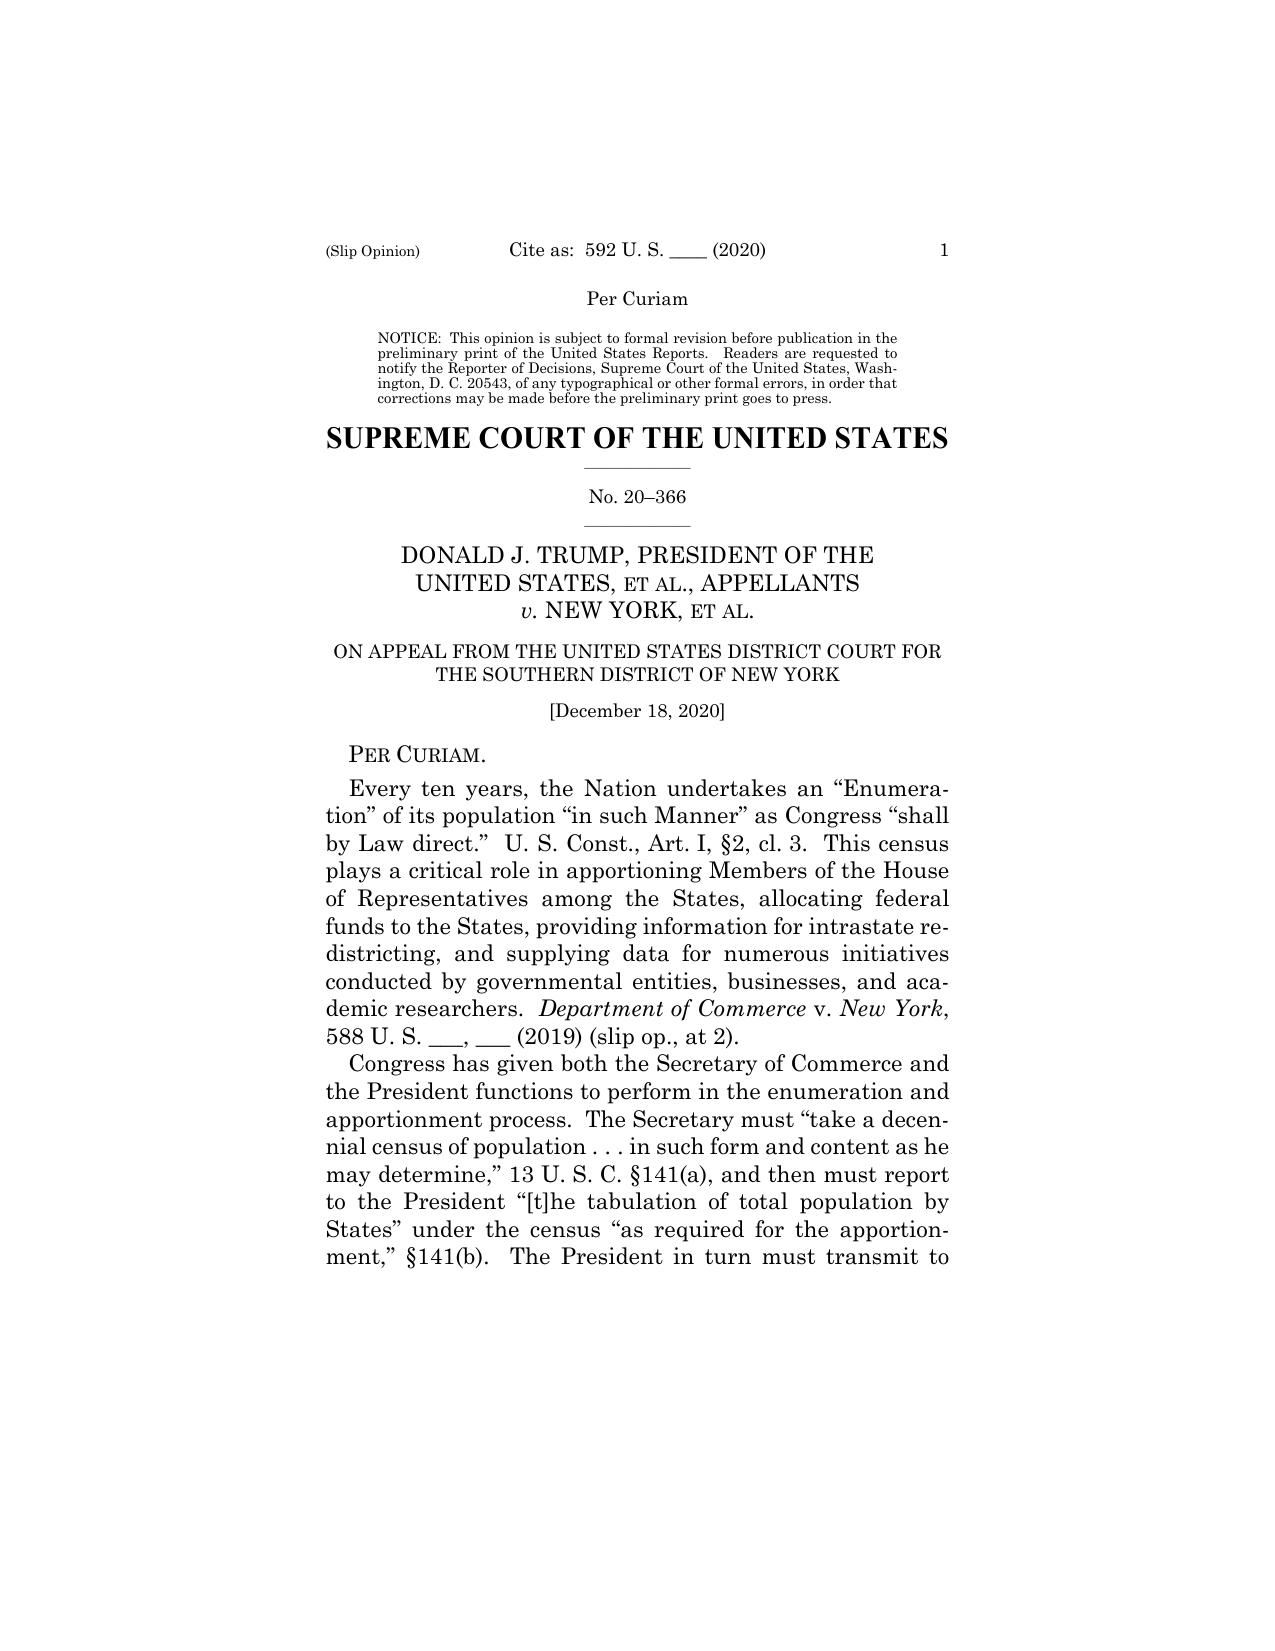 (Slip Opinion) Cite as: 592 U. S. ____ (2020) 1
Per Curiam
NOTICE: This opinion is subject to formal revision before publication in the
preliminary print of the United States Reports. Readers are requested to
notify the Reporter of Decisions, Supreme Court of the United States, Wash-
ington, D. C. 20543, of any typographical or other formal errors, in order that
corrections may be made before the preliminary print goes to press.
SUPREME COURT OF THE UNITED STATES
No. 20–366
DONALD J. TRUMP, PRESIDENT OF THE
UNITED STATES, ET AL., APPELLANTS
v. NEW YORK, ET AL.
ON APPEAL FROM THE UNITED STATES DISTRICT COURT FOR
THE SOUTHERN DISTRICT OF NEW YORK
[December 18, 2020]
PER CURIAM.
Every ten years, the Nation undertakes an “Enumera-
tion” of its population “in such Manner” as Congress “shall
by Law direct.” U. S. Const., Art. I, §2, cl. 3. This census
plays a critical role in apportioning Members of the House
of Representatives among the States, allocating federal
funds to the States, providing information for intrastate re-
districting, and supplying data for numerous initiatives
conducted by governmental entities, businesses, and aca-
demic researchers. Department of Commerce v. New York,
588 U. S. ___, ___ (2019) (slip op., at 2).
Congress has given both the Secretary of Commerce and
the President functions to perform in the enumeration and
apportionment process. The Secretary must “take a decen-
nial census of population . . . in such form and content as he
may determine,” 13 U. S. C. §141(a), and then must report
to the President “[t]he tabulation of total population by
States” under the census “as required for the apportion-
ment,” §141(b). The President in turn must transmit to